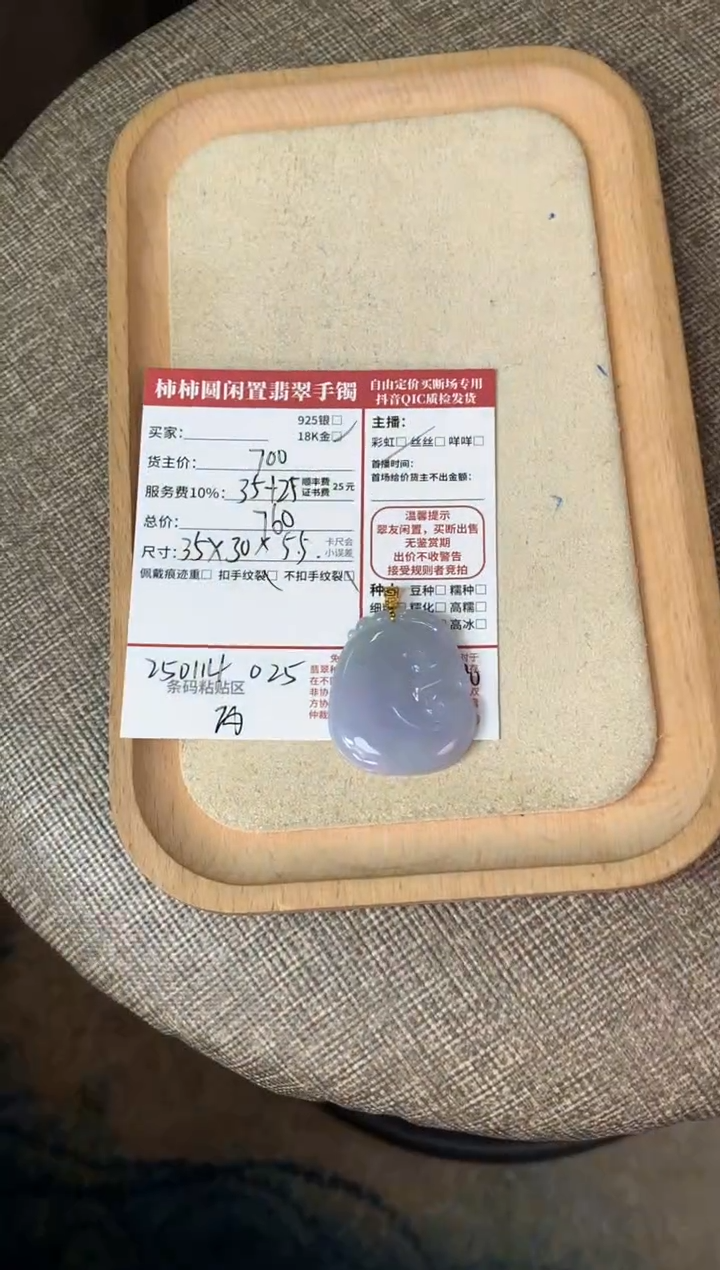 柿柿圆闲置翡翠手镯
自由定价买断场专用
抖音QIC质检发货
买家:
925银□
18K金□
货主价: 700
服务费10%: 35+25 顺丰费 证书费 25元
总价: 760
尺寸: 35×30×5.5. 卡尺会小误差
佩戴痕迹重□ 扣手纹裂□ 不扣手纹裂□
主播:
彩虹□ 丝丝□ 咩咩□
首播时间:
首场给价货主不出金额:
温馨提示
翠友闲置,买断出售
无鉴赏期
出价不收警告
接受规则者竞拍
种 豆种□ 糯种□
细 糯化□ 高糯□
高冰□
250114 025
条码粘贴区